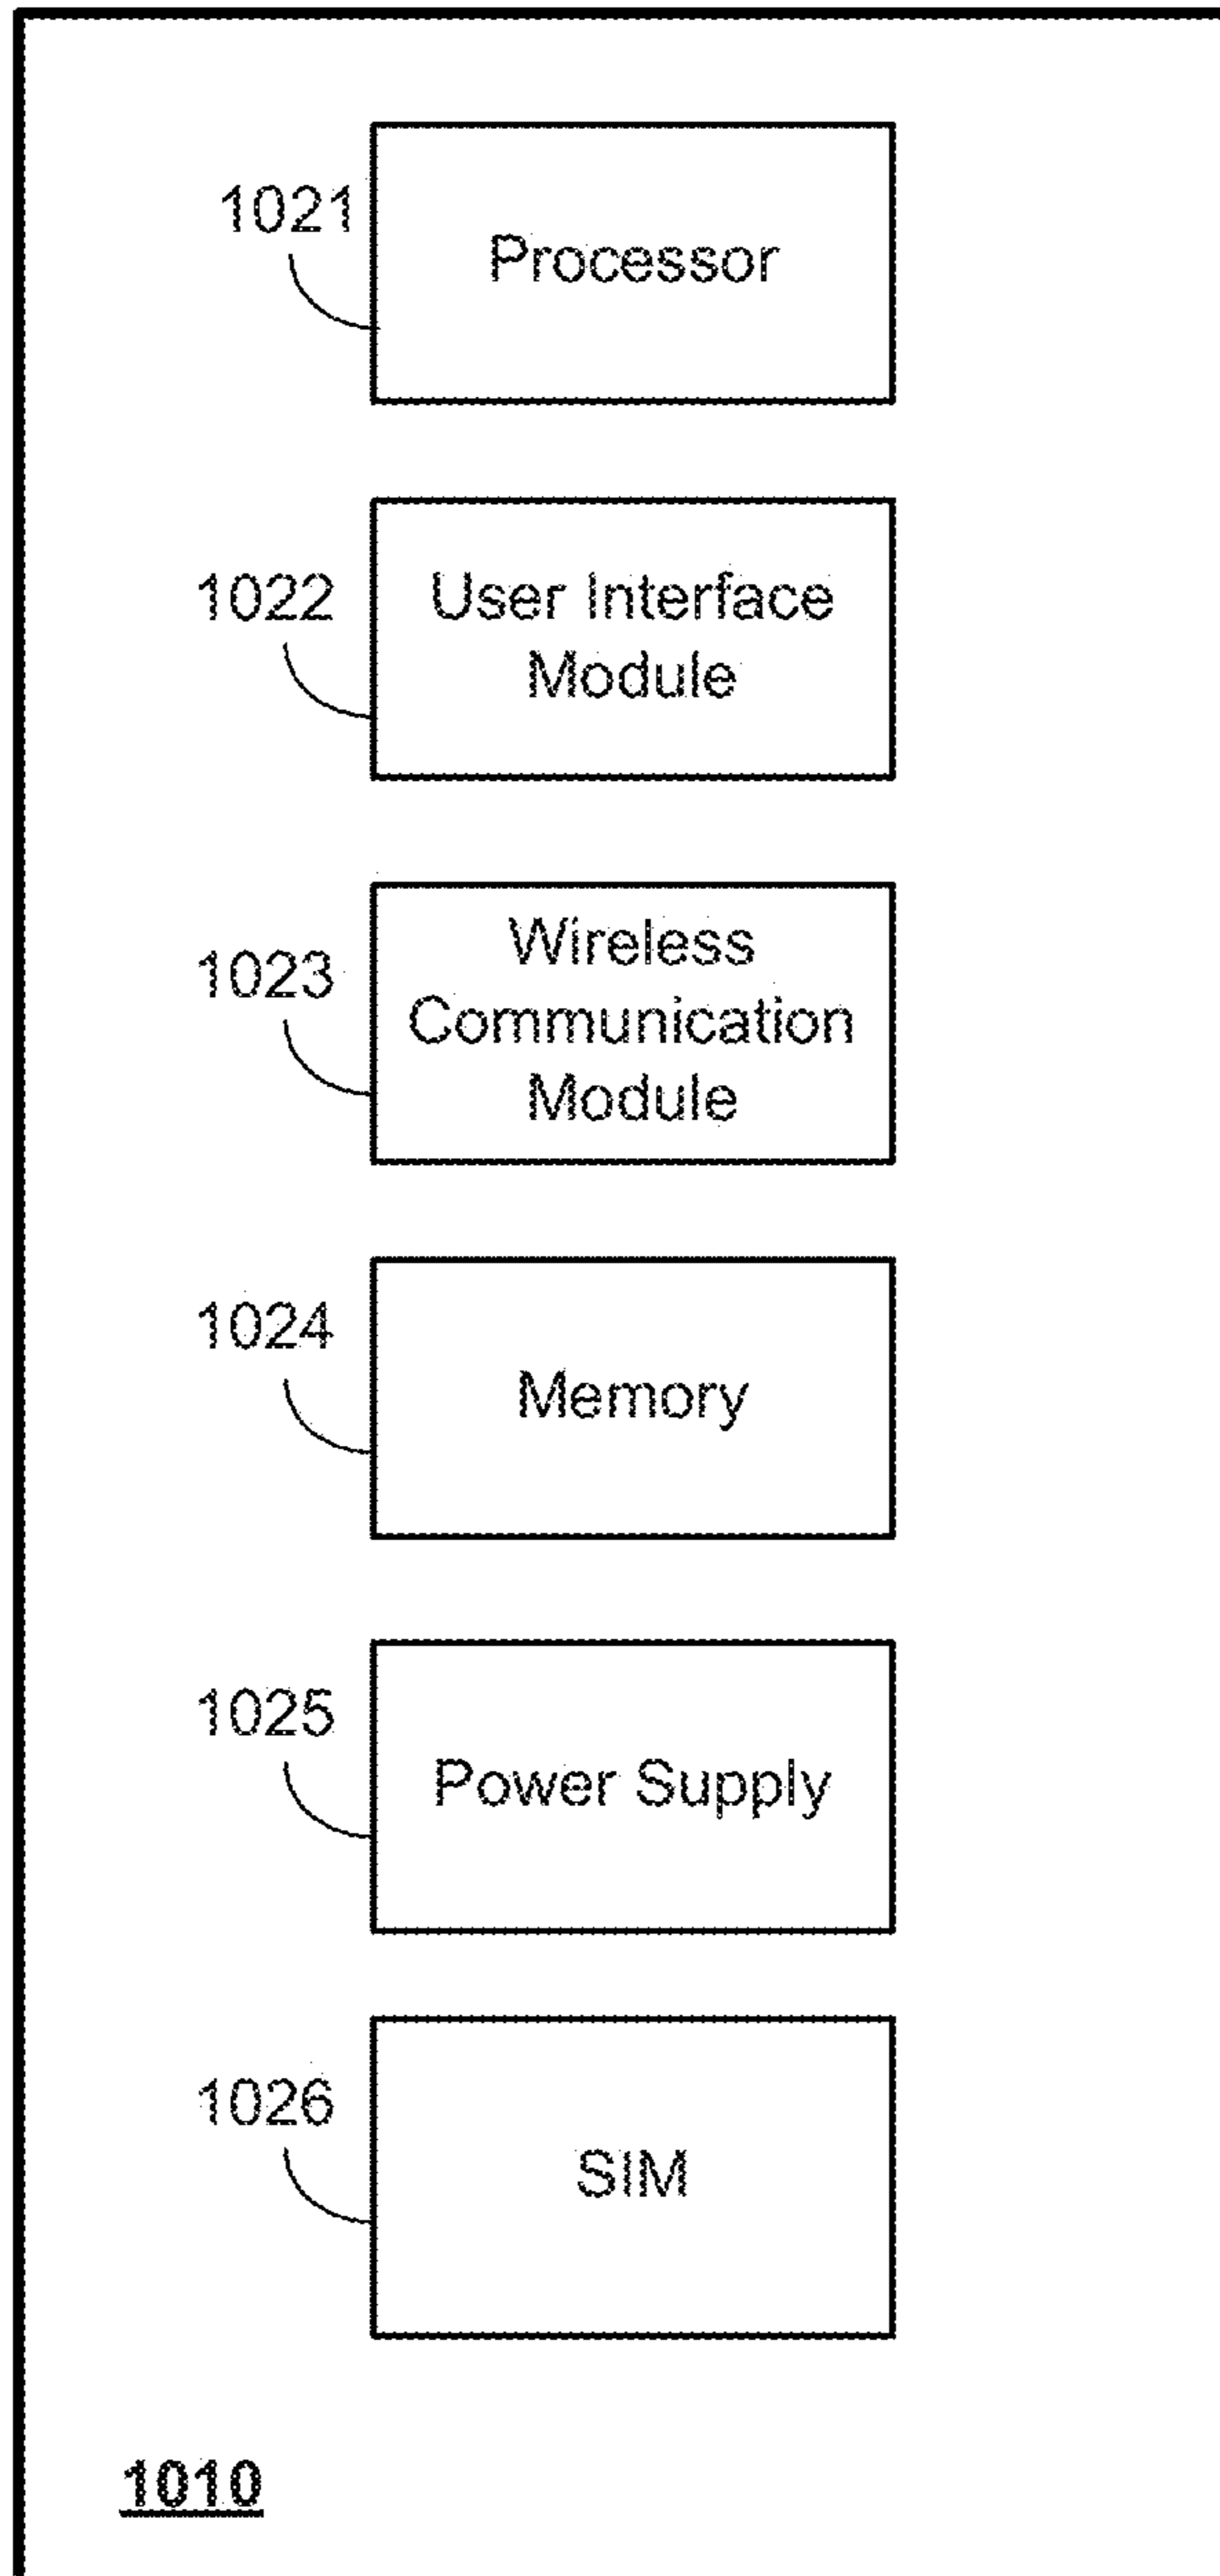 1021
Processor
1022
User Interface
Module
1023
Wireless
Communication
Module
1024
Memory
1025
Power Supply
1026
SIM
1010